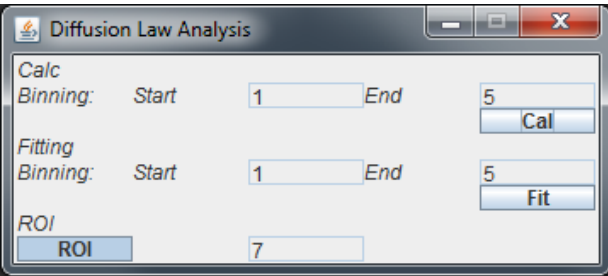 Diffusion Law Analysis
Calc
Binning: Start 1 End 5
Cal
Fitting
Binning: Start 1 End 5
Fit
ROI
ROI 7